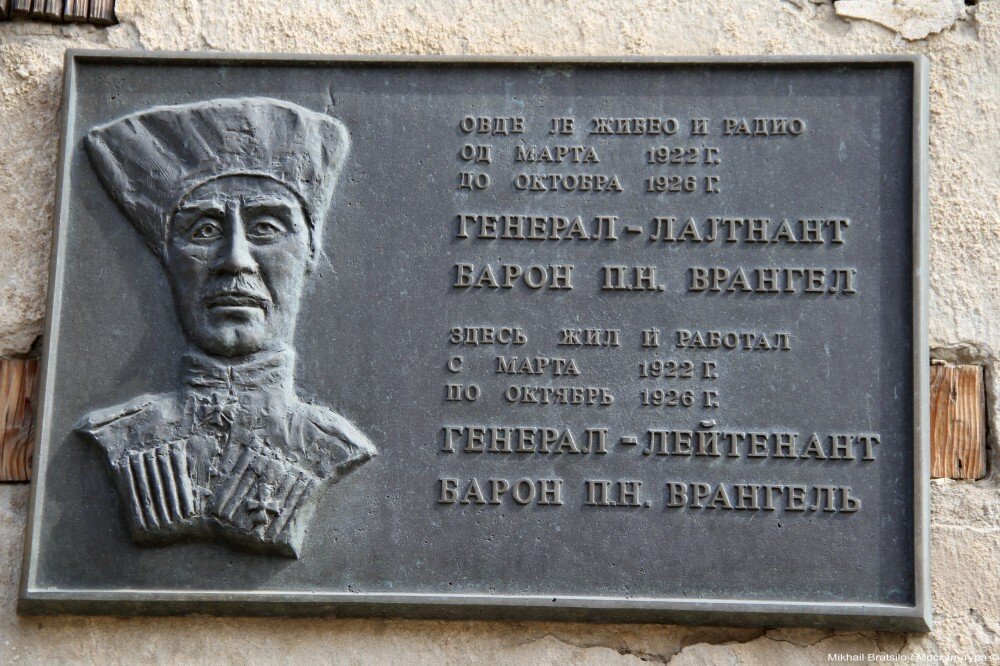 ОВДЕ ЈЕ ЖИВЕО И РАДИО
ОД МАРТА 1922 Г.
ДО ОКТОБРА 1926 Г.
ГЕНЕРАЛ - ЛАЈТНАНТ
БАРОН П.Н. ВРАНГЕЛ
ЗДЕСЬ ЖИЛ И РАБОТАЛ
С МАРТА 1922 Г.
ПО ОКТЯБРЬ 1926 Г.
ГЕНЕРАЛ - ЛЕЙТЕНАНТ
БАРОН П.Н. ВРАНГЕЛЬ
Mikhail Bratsilo /